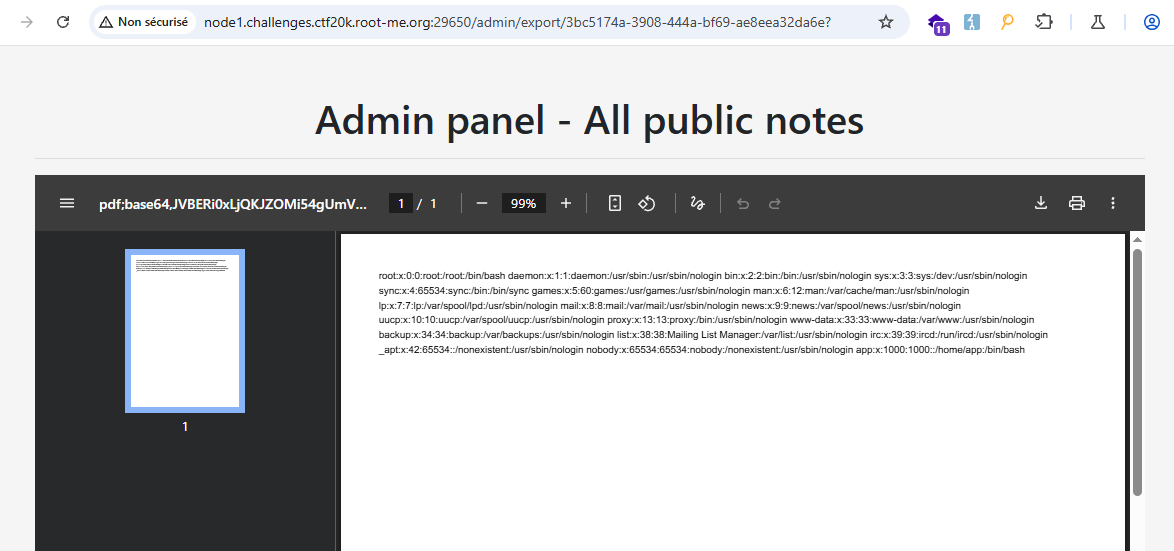 Non sécurisé
node1.challenges.ctf20k.root-me.org:29650/admin/export/3bc5174a-3908-444a-bf69-ae8eea32da6e?
11
Admin panel - All public notes
pdf;base64,JVBERi0xLjQKJZOMi54gUmV...
1 / 1
99%
1
root:x:0:0:root:/root:/bin/bash daemon:x:1:1:daemon:/usr/sbin:/usr/sbin/nologin bin:x:2:2:bin:/bin:/usr/sbin/nologin sys:x:3:3:sys:/dev:/usr/sbin/nologin
sync:x:4:65534:sync:/bin:/bin/sync games:x:5:60:games:/usr/games:/usr/sbin/nologin man:x:6:12:man:/var/cache/man:/usr/sbin/nologin
lp:x:7:7:lp:/var/spool/lpd:/usr/sbin/nologin mail:x:8:8:mail:/var/mail:/usr/sbin/nologin news:x:9:9:news:/var/spool/news:/usr/sbin/nologin
uucp:x:10:10:uucp:/var/spool/uucp:/usr/sbin/nologin proxy:x:13:13:proxy:/bin:/usr/sbin/nologin www-data:x:33:33:www-data:/var/www:/usr/sbin/nologin
backup:x:34:34:backup:/var/backups:/usr/sbin/nologin list:x:38:38:Mailing List Manager:/var/list:/usr/sbin/nologin irc:x:39:39:ircd:/run/ircd:/usr/sbin/nologin
_apt:x:42:65534::/nonexistent:/usr/sbin/nologin nobody:x:65534:65534:nobody:/nonexistent:/usr/sbin/nologin app:x:1000:1000::/home/app:/bin/bash